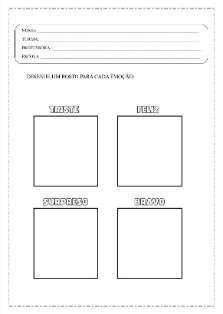 NOME:
TURMA:
PROFESSORA:
ESCOLA:
DESENHE UM ROSTO PARA CADA EMOÇÃO:
TRISTE FELIZ
SURPRESO BRAVO